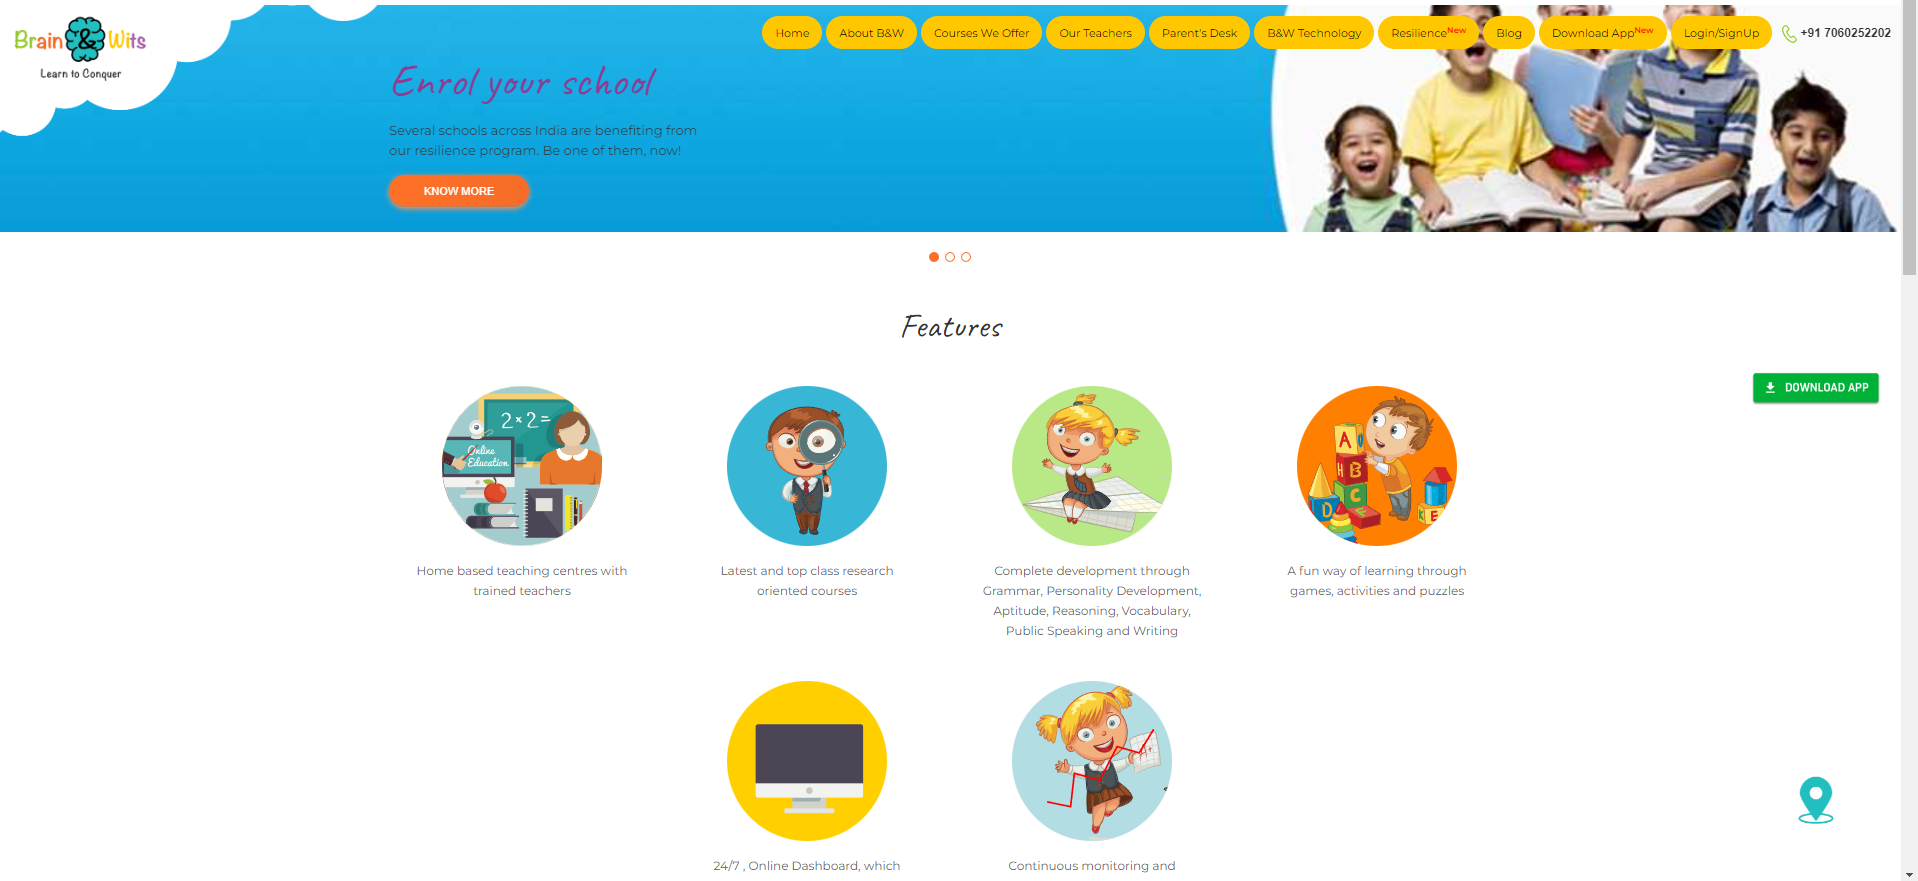 Brain & Wits
Learn to Conquer
Home
About B&W
Courses We Offer
Our Teachers
Parent's Desk
B&W Technology
Resilience New
Blog
Download App New
Login/SignUp
+91 7060252202
Enrol your school
Several schools across India are benefiting from
our resilience program. Be one of them, now!
KNOW MORE
Features
DOWNLOAD APP
2×2=
Online
Education
A
H B
C
D
E
Home based teaching centres with
trained teachers
Latest and top class research
oriented courses
Complete development through
Grammar, Personality Development,
Aptitude, Reasoning, Vocabulary,
Public Speaking and Writing
A fun way of learning through
games, activities and puzzles
24/7 , Online Dashboard, which
Continuous monitoring and